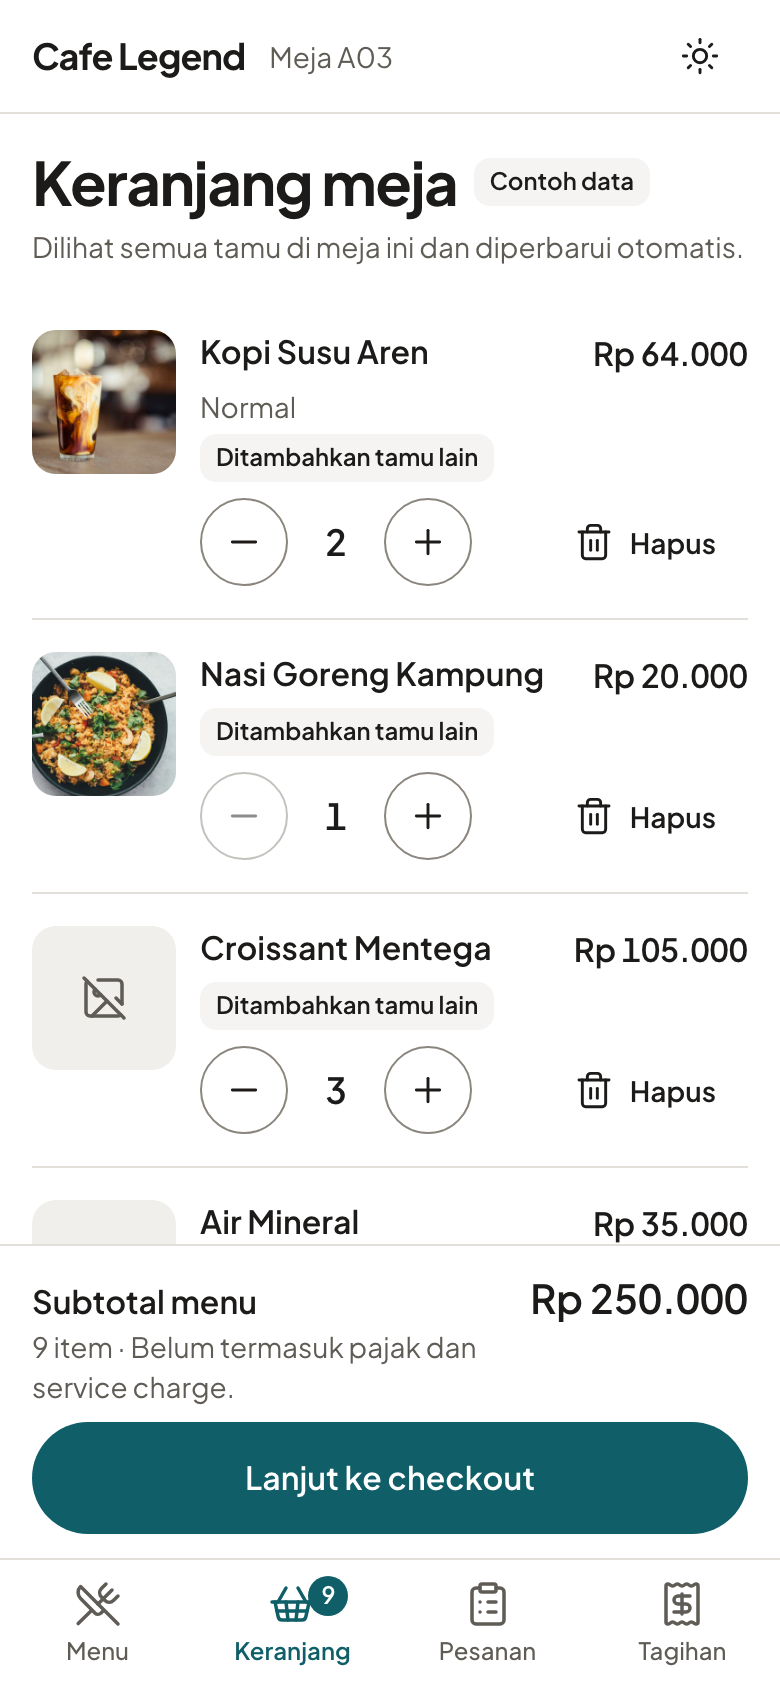 Cafe Legend Meja A03
Keranjang meja Contoh data
Dilihat semua tamu di meja ini dan diperbarui otomatis.
Kopi Susu Aren Rp 64.000
Normal
Ditambahkan tamu lain
2 Hapus
Nasi Goreng Kampung Rp 20.000
Ditambahkan tamu lain
1 Hapus
Croissant Mentega Rp 105.000
Ditambahkan tamu lain
3 Hapus
Air Mineral Rp 35.000
Subtotal menu Rp 250.000
9 item · Belum termasuk pajak dan
service charge.
Lanjut ke checkout
9
Menu Keranjang Pesanan Tagihan